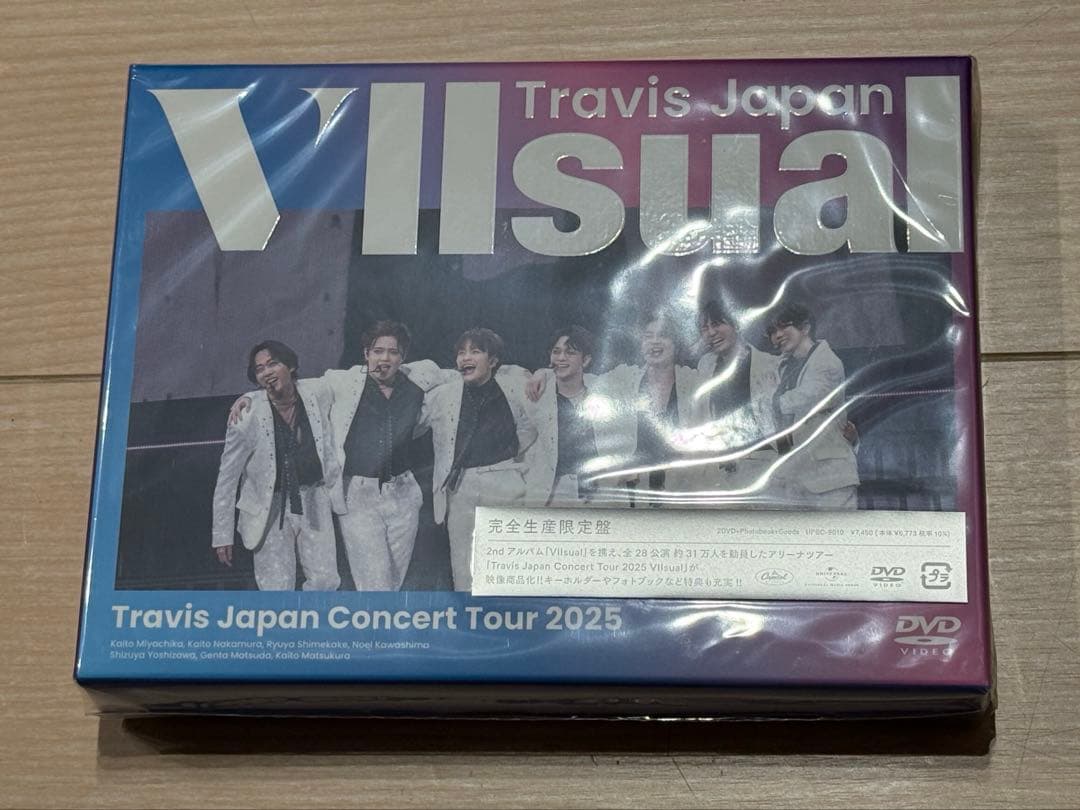 Travis Japan
VIIsual
完全生産限定盤
2DVD+Photobook+Goods UPBC-9010 ¥7,450 (本体 ¥6,773 税率 10%)
2nd アルバム「VIIsual」を携え、全 28 公演 約 31 万人を動員したアリーナツアー
「Travis Japan Concert Tour 2025 VIIsual」が
映像商品化!!キーホルダーやフォトブックなど特典も充実!!
Capitol
UNIVERSAL
DVD
VIDEO
Travis Japan Concert Tour 2025
Kaito Miyachika, Kaito Nakamura, Ryuya Shimekake, Noel Kawashima
Shizuya Yoshizawa, Genta Matsuda, Kaito Matsukura
DVD
VIDEO